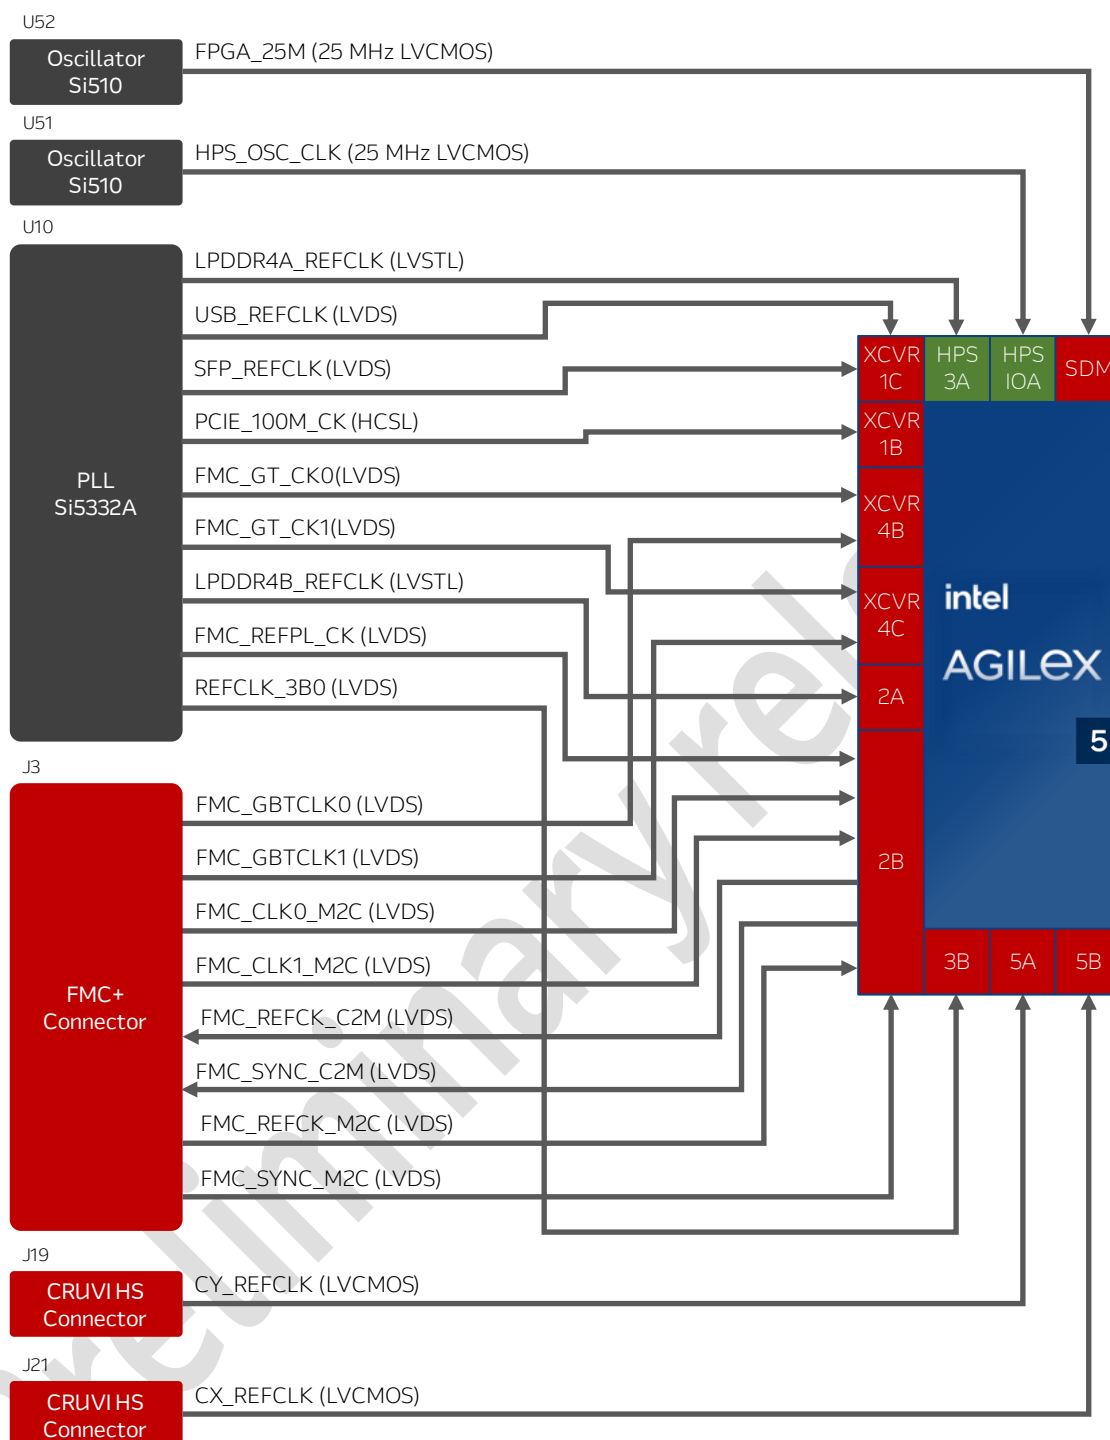 U52
Oscillator
Si510
FPGA_25M (25 MHz LVCMOS)
U51
Oscillator
Si510
HPS_OSC_CLK (25 MHz LVCMOS)
U10
PLL
Si5332A
LPDDR4A_REFCLK (LVSTL)
USB_REFCLK (LVDS)
SFP_REFCLK (LVDS)
PCIE_100M_CK (HCSL)
FMC_GT_CK0(LVDS)
FMC_GT_CK1(LVDS)
LPDDR4B_REFCLK (LVSTL)
FMC_REFPL_CK (LVDS)
REFCLK_3B0 (LVDS)
J3
FMC+
Connector
FMC_GBTCLK0 (LVDS)
FMC_GBTCLK1 (LVDS)
FMC_CLK0_M2C (LVDS)
FMC_CLK1_M2C (LVDS)
FMC_REFCK_C2M (LVDS)
FMC_SYNC_C2M (LVDS)
FMC_REFCK_M2C (LVDS)
FMC_SYNC_M2C (LVDS)
J19
CRUVI HS
Connector
CY_REFCLK (LVCMOS)
J21
CRUVI HS
Connector
CX_REFCLK (LVCMOS)
XCVR
1C
HPS
3A
HPS
IOA
SDM
XCVR
1B
XCVR
4B
XCVR
4C
2A
2B
3B
5A
5B
intel
AGILEX
5
Preliminary rele